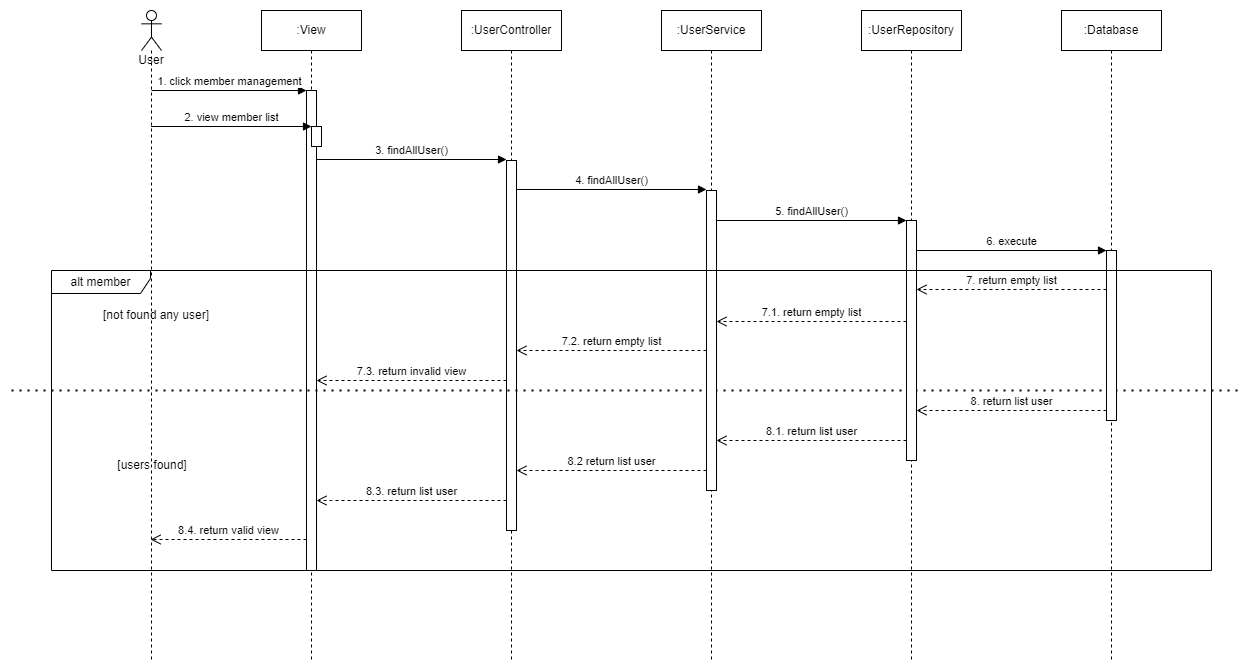 User
:View
:UserController
:UserService
:UserRepository
:Database
1. click member management
2. view member list
3. findAllUser()
4. findAllUser()
5. findAllUser()
6. execute
alt member
7. return empty list
[not found any user]
7.1. return empty list
7.2. return empty list
7.3. return invalid view
8. return list user
8.1. return list user
[users found]
8.2 return list user
8.3. return list user
8.4. return valid view